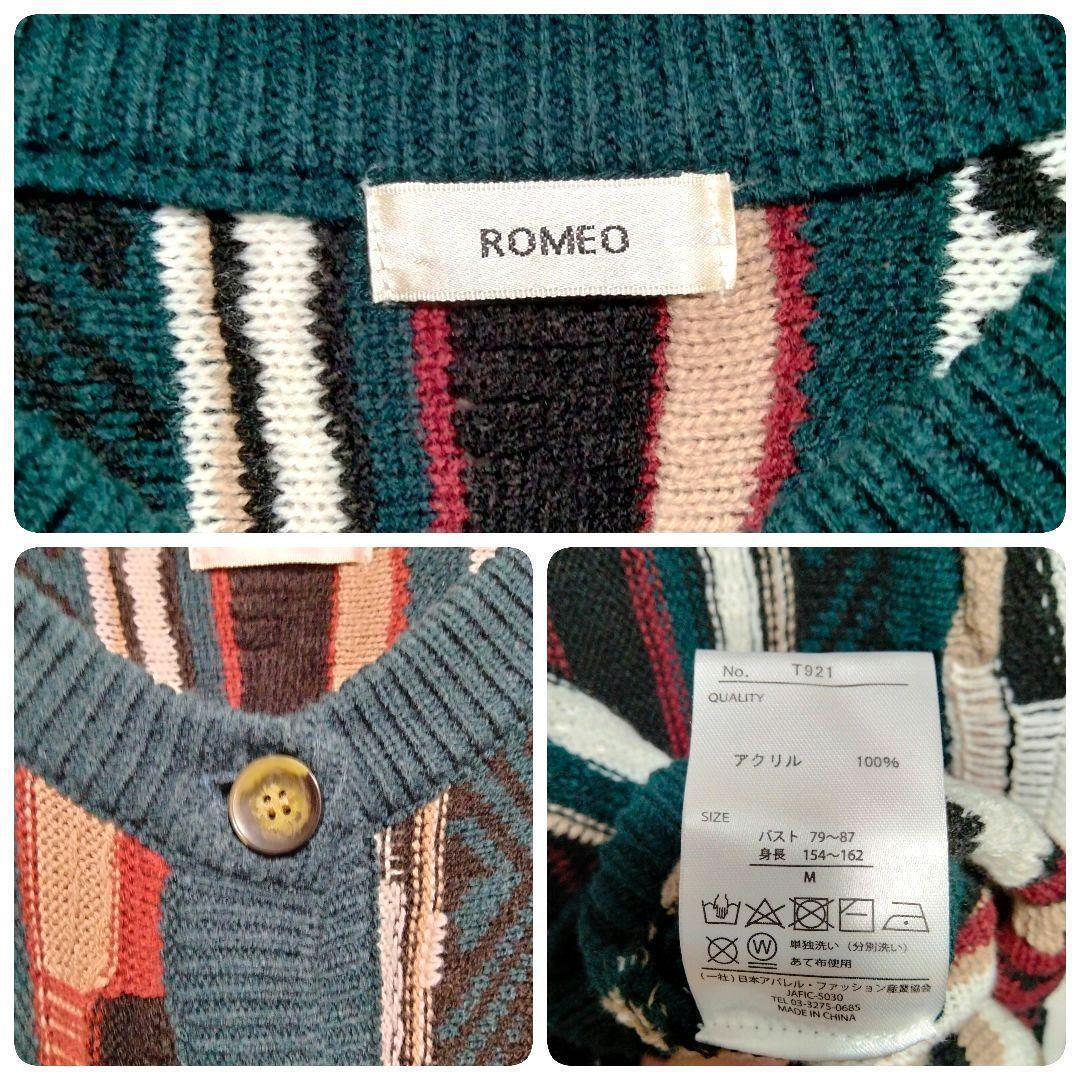 ROMEO
No. T921
QUALITY
アクリル 100%
SIZE
バスト 79～87
身長 154～162
M
W
単独洗い（分別洗い）
あて布使用
(一社)日本アパレル・ファッション産業協会
JAFIC-5030
TEL 03-3275-0685
MADE IN CHINA